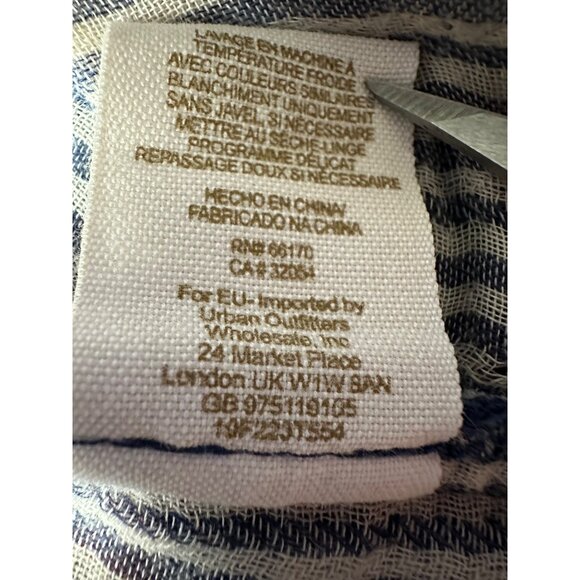 LAVAGE EN MACHINE À
TEMPÉRATURE FROIDE
AVEC COULEURS SIMILAIRES
BLANCHIMENT UNIQUEMENT
SANS JAVEL, SI NÉCESSAIRE
METTRE AU SÈCHE-LINGE
PROGRAMME DÉLICAT
REPASSAGE DOUX SI NÉCESSAIRE
HECHO EN CHINA/
FABRICADO NA CHINA
RN# 66170
CA# 32054
For EU- Imported by
Urban Outfitters
Wholesale, Inc
24 Market Place
London UK W1W 8AN
GB 975119105